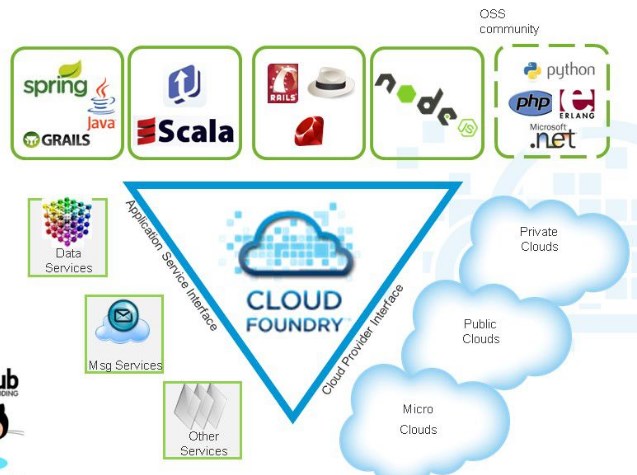 OSS
community
spring
Java
GRAILS
Scala
RAILS
node
JS
python
php
ERLANG
Microsoft
.net
Application Service Interface
Cloud Provider Interface
CLOUD
FOUNDRY
Data
Services
Msg Services
Other
Services
Private
Clouds
Public
Clouds
Micro
Clouds
ub
DING